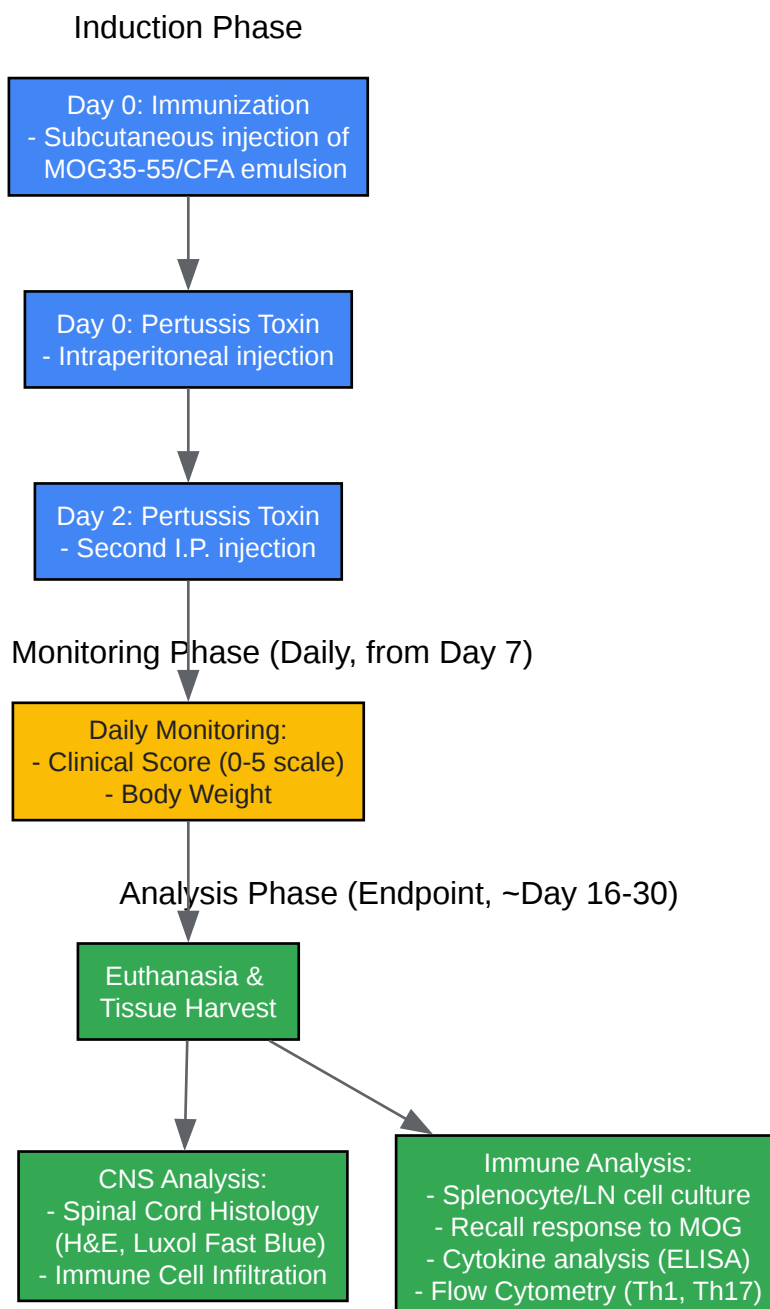 Induction Phase
Day 0: Immunization
- Subcutaneous injection of
MOG35-55/CFA emulsion
Day 0: Pertussis Toxin
- Intraperitoneal injection
Day 2: Pertussis Toxin
- Second I.P. injection
Monitoring Phase (Daily, from Day 7)
Daily Monitoring:
- Clinical Score (0-5 scale)
- Body Weight
Analysis Phase (Endpoint, ~Day 16-30)
Euthanasia &
Tissue Harvest
CNS Analysis:
- Spinal Cord Histology
(H&E, Luxol Fast Blue)
- Immune Cell Infiltration
Immune Analysis:
- Splenocyte/LN cell culture
- Recall response to MOG
- Cytokine analysis (ELISA)
- Flow Cytometry (Th1, Th17)